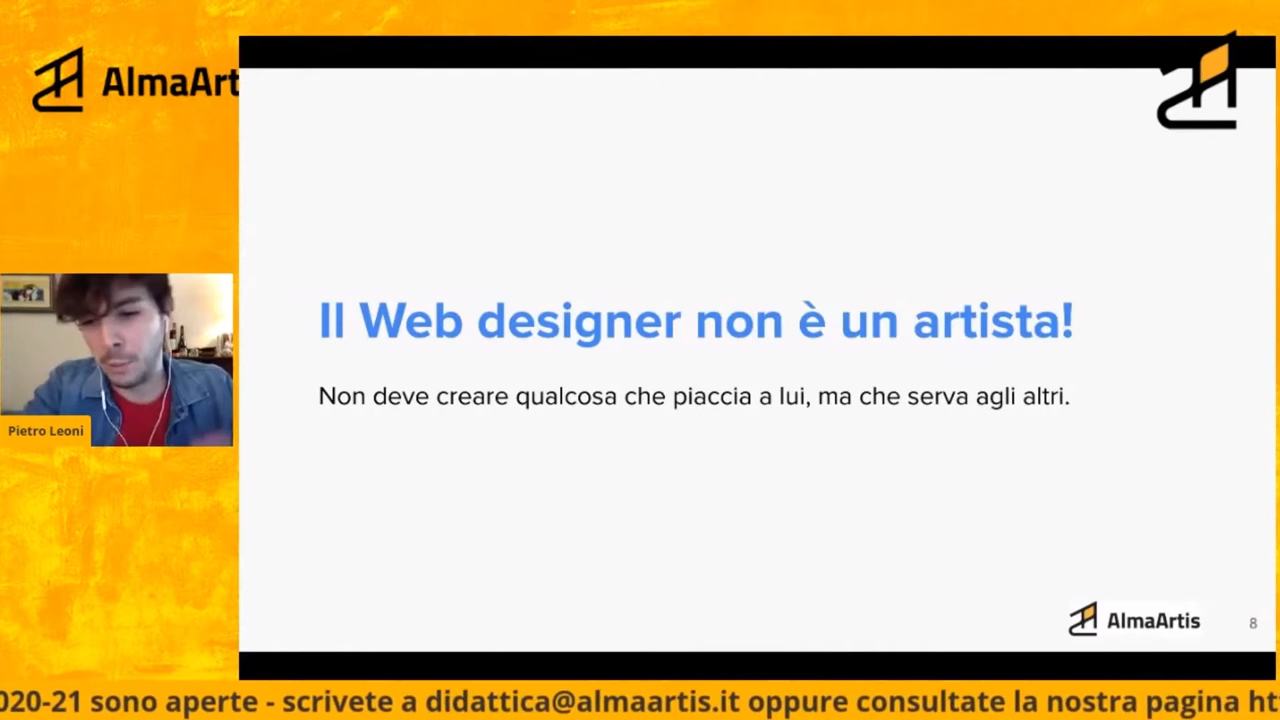 AlmaArt
Il Web designer non è un artista!
Non deve creare qualcosa che piaccia a lui, ma che serva agli altri.
Pietro Leoni
AlmaArtis
8
020-21 sono aperte - scrivete a didattica@almaartis.it oppure consultate la nostra pagina ht